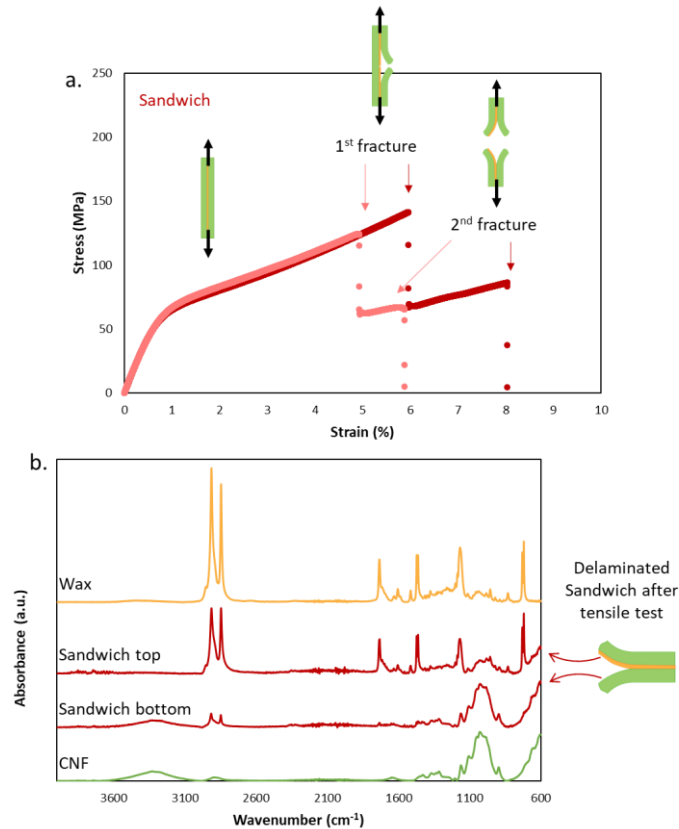 a.
Sandwich
1st fracture
2nd fracture
Stress (MPa)
250
200
150
100
50
0
0 1 2 3 4 5 6 7 8 9 10
Strain (%)
b.
Absorbance (a.u.)
Wax
Sandwich top
Sandwich bottom
CNF
3600 3100 2600 2100 1600 1100 600
Wavenumber (cm-1)
Delaminated
Sandwich after
tensile test